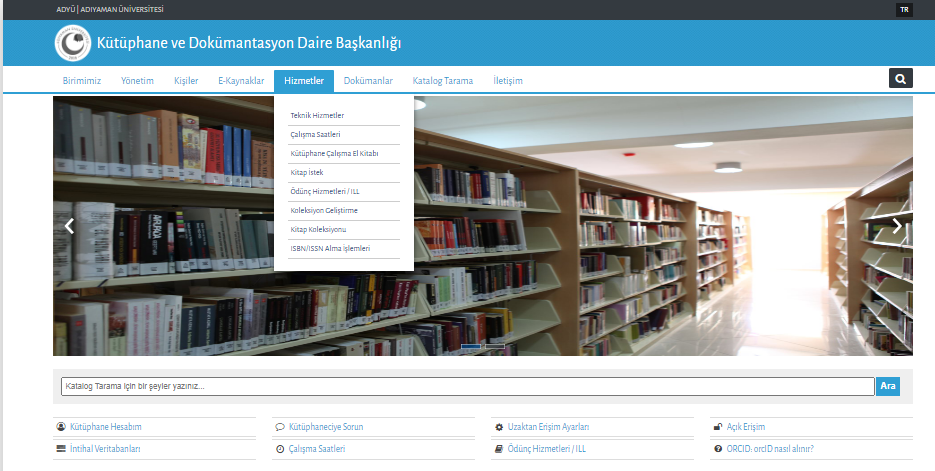 ADYÜ | ADIYAMAN ÜNİVERSİTESİ
TR
Kütüphane ve Dokümantasyon Daire Başkanlığı
Birimimiz Yönetim Kişiler E-Kaynaklar Hizmetler Dokümanlar Katalog Tarama İletişim
Teknik Hizmetler
Çalışma Saatleri
Kütüphane Çalışma El Kitabı
Kitap İstek
Ödünç Hizmetleri / ILL
Koleksiyon Geliştirme
Kitap Koleksiyonu
ISBN/ISSN Alma İşlemleri
Katalog Tarama için bir şeyler yazınız...
Ara
Kütüphane Hesabım Kütüphaneciye Sorun Uzaktan Erişim Ayarları Açık Erişim
İntihal Veritabanları Çalışma Saatleri Ödünç Hizmetleri / ILL ORCID: orcID nasıl alınır?